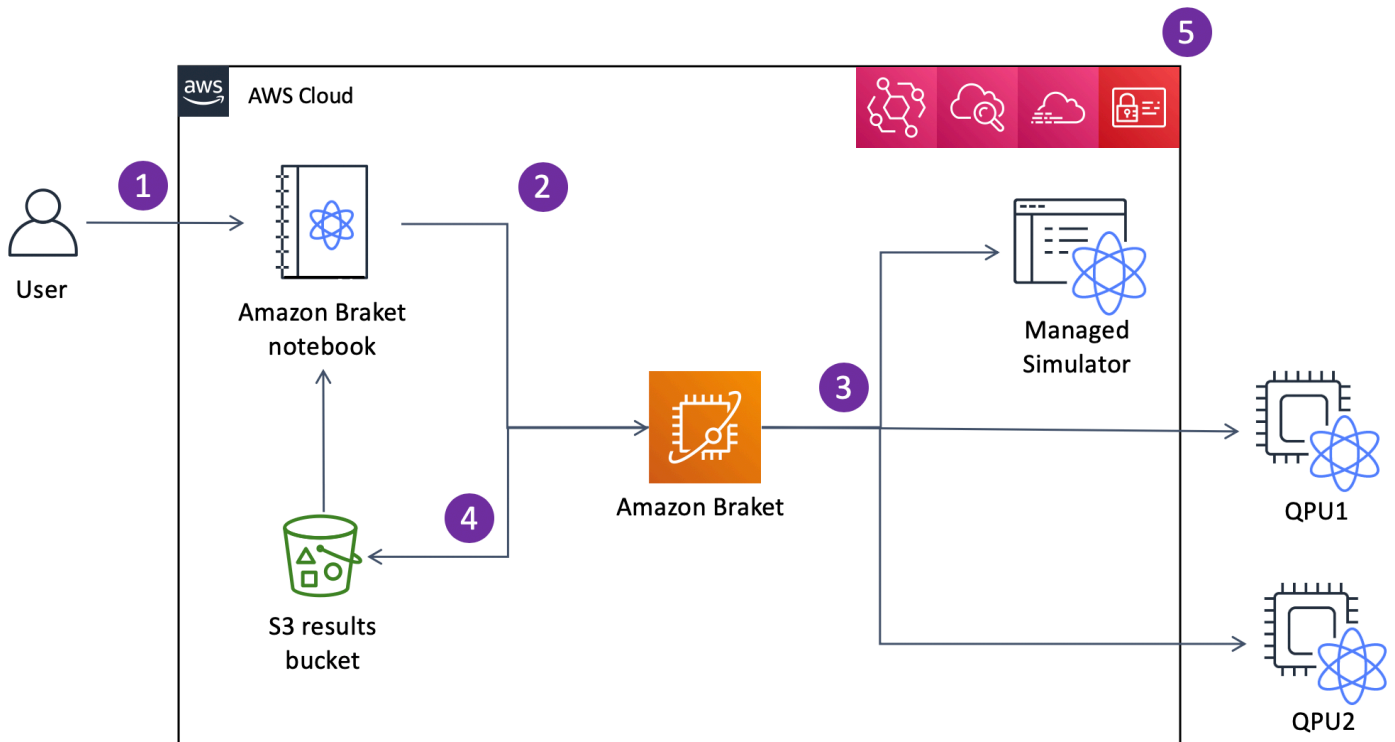 5
aws
AWS Cloud
1
2
User
Amazon Braket
notebook
Managed
Simulator
3
Amazon Braket
QPU1
4
S3 results
bucket
QPU2